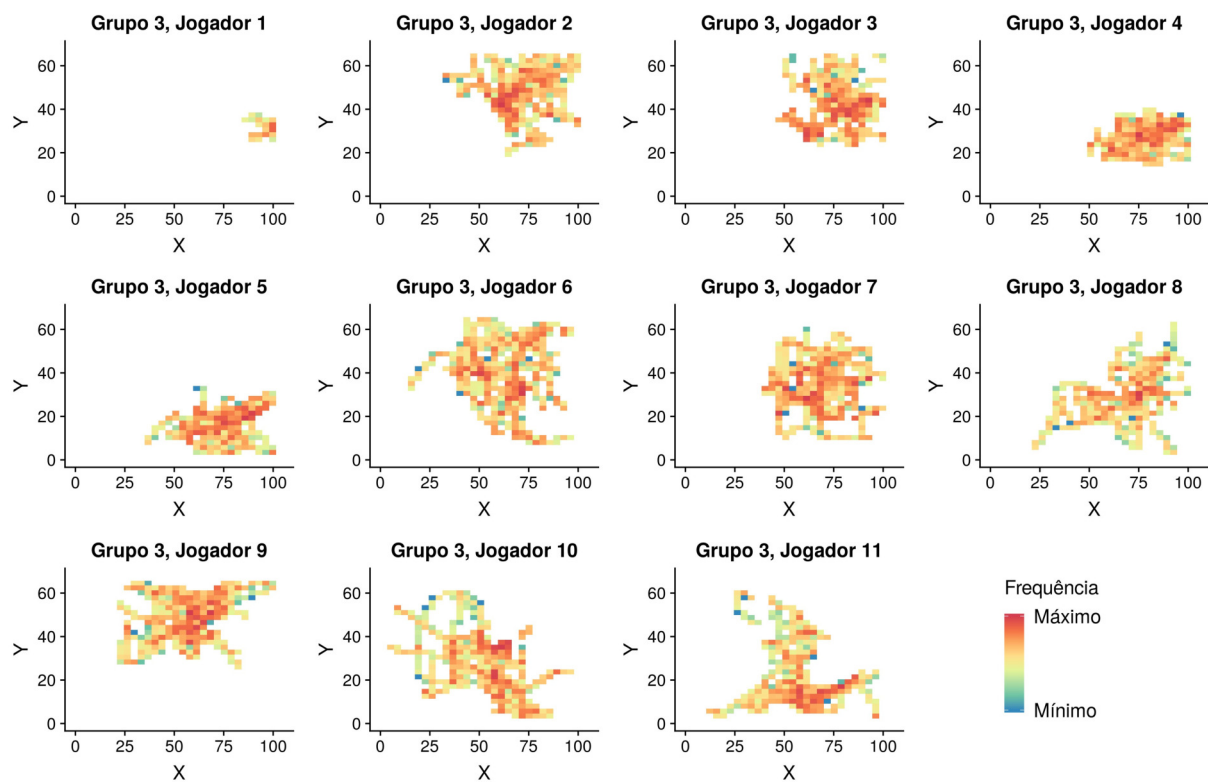 Grupo 3, Jogador 1
Grupo 3, Jogador 2
Grupo 3, Jogador 3
Grupo 3, Jogador 4
60
40
20
0
Y
0 25 50 75 100
X
60
40
20
0
Y
0 25 50 75 100
X
60
40
20
0
Y
0 25 50 75 100
X
60
40
20
0
Y
0 25 50 75 100
X
Grupo 3, Jogador 5
Grupo 3, Jogador 6
Grupo 3, Jogador 7
Grupo 3, Jogador 8
60
40
20
0
Y
0 25 50 75 100
X
60
40
20
0
Y
0 25 50 75 100
X
60
40
20
0
Y
0 25 50 75 100
X
60
40
20
0
Y
0 25 50 75 100
X
Grupo 3, Jogador 9
Grupo 3, Jogador 10
Grupo 3, Jogador 11
60
40
20
0
Y
0 25 50 75 100
X
60
40
20
0
Y
0 25 50 75 100
X
60
40
20
0
Y
0 25 50 75 100
X
Frequência
Máximo
Mínimo